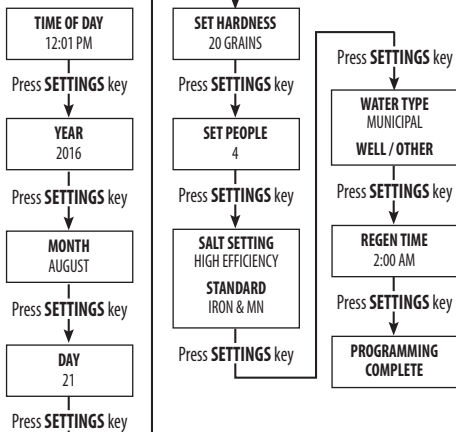 TIME OF DAY
12:01 PM
Press SETTINGS key
YEAR
2016
Press SETTINGS key
MONTH
AUGUST
Press SETTINGS key
DAY
21
Press SETTINGS key
SET HARDNESS
20 GRAINS
Press SETTINGS key
SET PEOPLE
4
Press SETTINGS key
SALT SETTING
HIGH EFFICIENCY
STANDARD
IRON & MN
Press SETTINGS key
Press SETTINGS key
WATER TYPE
MUNICIPAL
WELL / OTHER
Press SETTINGS key
REGEN TIME
2:00 AM
Press SETTINGS key
PROGRAMMING
COMPLETE